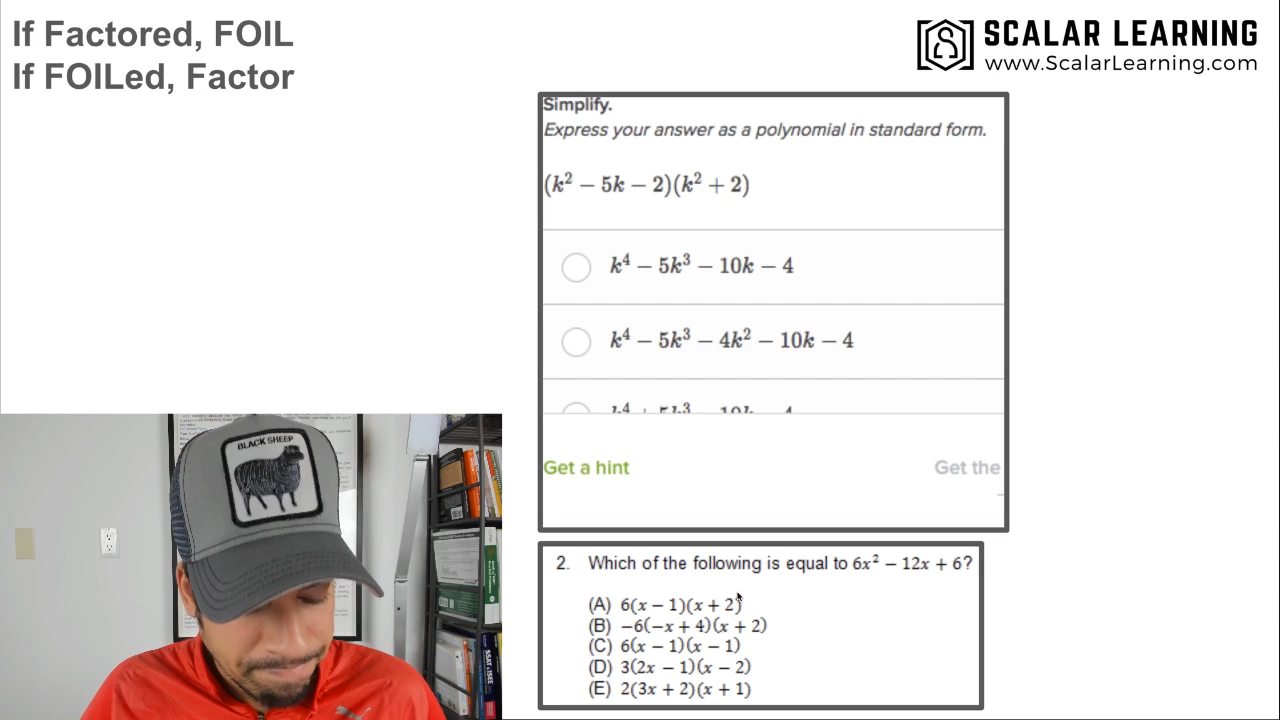 If Factored, FOIL
If FOILed, Factor
SCALAR LEARNING
www.ScalarLearning.com
Simplify.
Express your answer as a polynomial in standard form.
(k² − 5k − 2)(k² + 2)
k⁴ − 5k³ − 10k − 4
k⁴ − 5k³ − 4k² − 10k − 4
Get a hint
Get the
BLACK SHEEP
SSAT & ISEE
2. Which of the following is equal to 6x² − 12x + 6?
(A) 6(x − 1)(x + 2)
(B) −6(−x + 4)(x + 2)
(C) 6(x − 1)(x − 1)
(D) 3(2x − 1)(x − 2)
(E) 2(3x + 2)(x + 1)